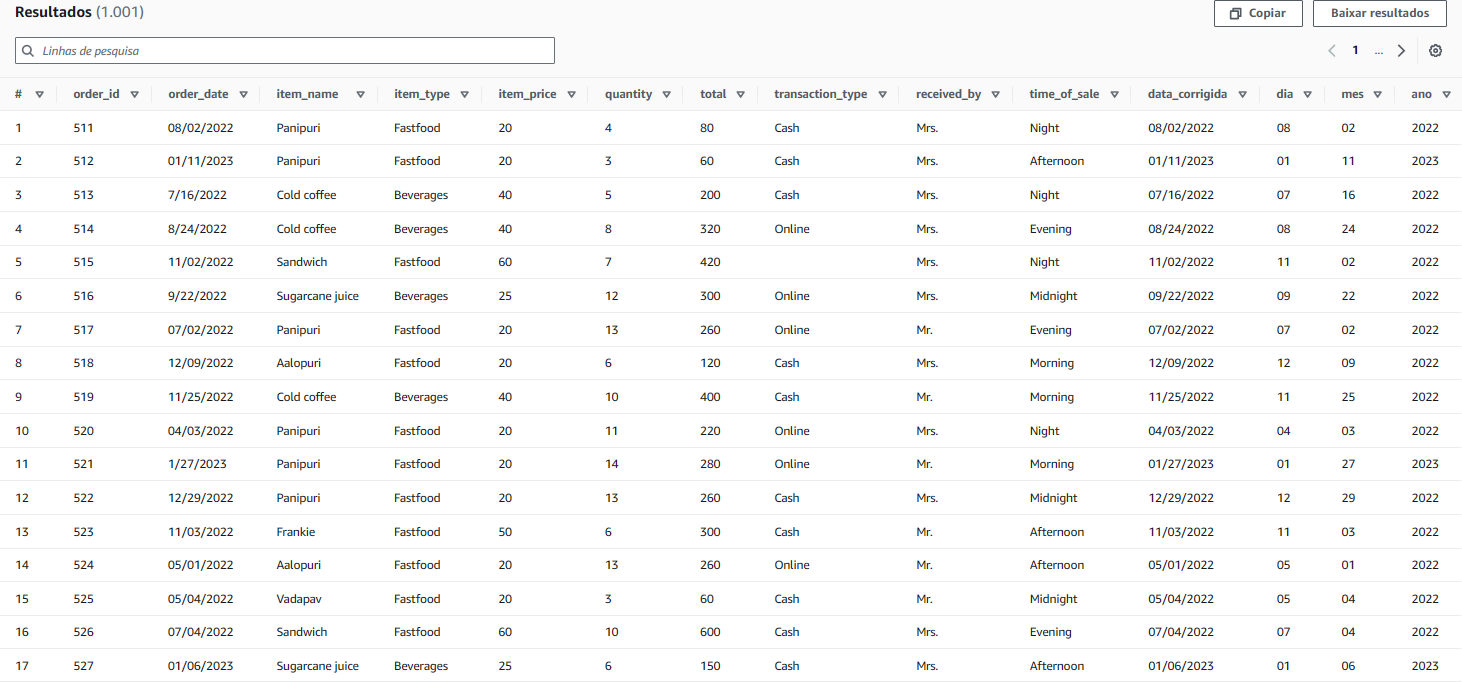 Resultados (1.001) Copiar Baixar resultados
Linhas de pesquisa 1 ...
# order_id order_date item_name item_type item_price quantity total transaction_type received_by time_of_sale data_corrigida dia mes ano
1 511 08/02/2022 Panipuri Fastfood 20 4 80 Cash Mrs. Night 08/02/2022 08 02 2022
2 512 01/11/2023 Panipuri Fastfood 20 3 60 Cash Mrs. Afternoon 01/11/2023 01 11 2023
3 513 7/16/2022 Cold coffee Beverages 40 5 200 Cash Mrs. Night 07/16/2022 07 16 2022
4 514 8/24/2022 Cold coffee Beverages 40 8 320 Online Mrs. Evening 08/24/2022 08 24 2022
5 515 11/02/2022 Sandwich Fastfood 60 7 420 Mrs. Night 11/02/2022 11 02 2022
6 516 9/22/2022 Sugarcane juice Beverages 25 12 300 Online Mrs. Midnight 09/22/2022 09 22 2022
7 517 07/02/2022 Panipuri Fastfood 20 13 260 Online Mr. Evening 07/02/2022 07 02 2022
8 518 12/09/2022 Aalopuri Fastfood 20 6 120 Cash Mrs. Morning 12/09/2022 12 09 2022
9 519 11/25/2022 Cold coffee Beverages 40 10 400 Cash Mr. Morning 11/25/2022 11 25 2022
10 520 04/03/2022 Panipuri Fastfood 20 11 220 Online Mrs. Night 04/03/2022 04 03 2022
11 521 1/27/2023 Panipuri Fastfood 20 14 280 Online Mr. Morning 01/27/2023 01 27 2023
12 522 12/29/2022 Panipuri Fastfood 20 13 260 Cash Mrs. Midnight 12/29/2022 12 29 2022
13 523 11/03/2022 Frankie Fastfood 50 6 300 Cash Mr. Afternoon 11/03/2022 11 03 2022
14 524 05/01/2022 Aalopuri Fastfood 20 13 260 Online Mr. Afternoon 05/01/2022 05 01 2022
15 525 05/04/2022 Vadapav Fastfood 20 3 60 Cash Mr. Midnight 05/04/2022 05 04 2022
16 526 07/04/2022 Sandwich Fastfood 60 10 600 Cash Mrs. Evening 07/04/2022 07 04 2022
17 527 01/06/2023 Sugarcane juice Beverages 25 6 150 Cash Mrs. Afternoon 01/06/2023 01 06 2023